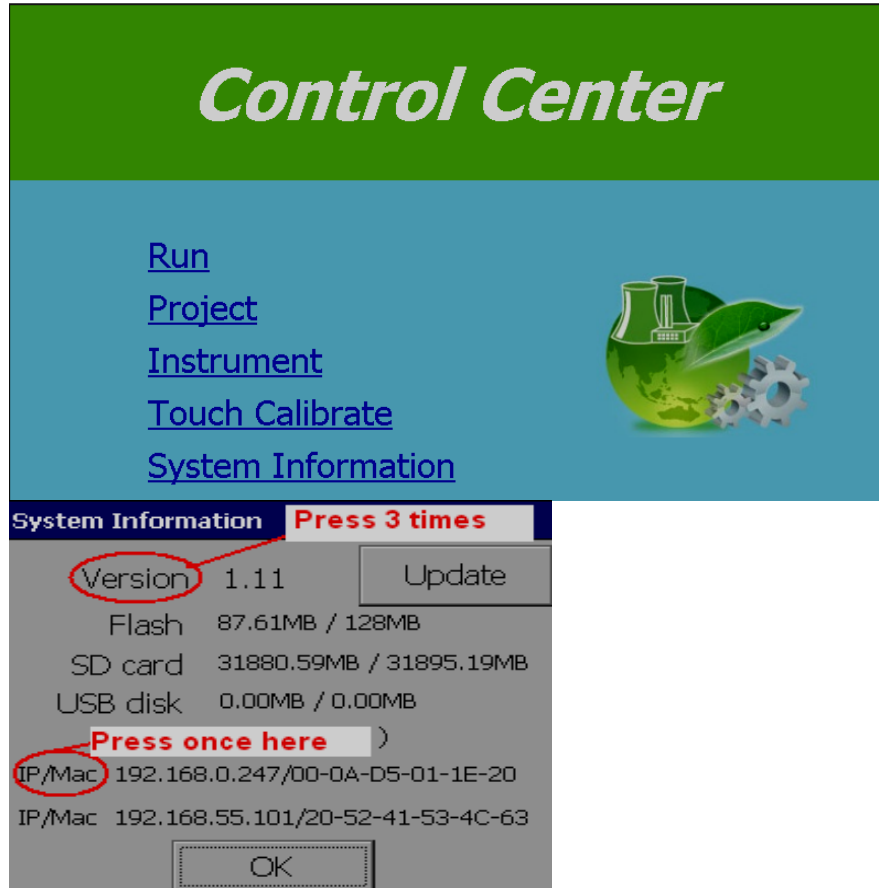 Control Center
Run
Project
Instrument
Touch Calibrate
System Information
System Information Press 3 times
Version 1.11 Update
Flash 87.61MB / 128MB
SD card 31880.59MB / 31895.19MB
USB disk 0.00MB / 0.00MB
Press once here )
IP/Mac 192.168.0.247/00-0A-D5-01-1E-20
IP/Mac 192.168.55.101/20-52-41-53-4C-63
OK